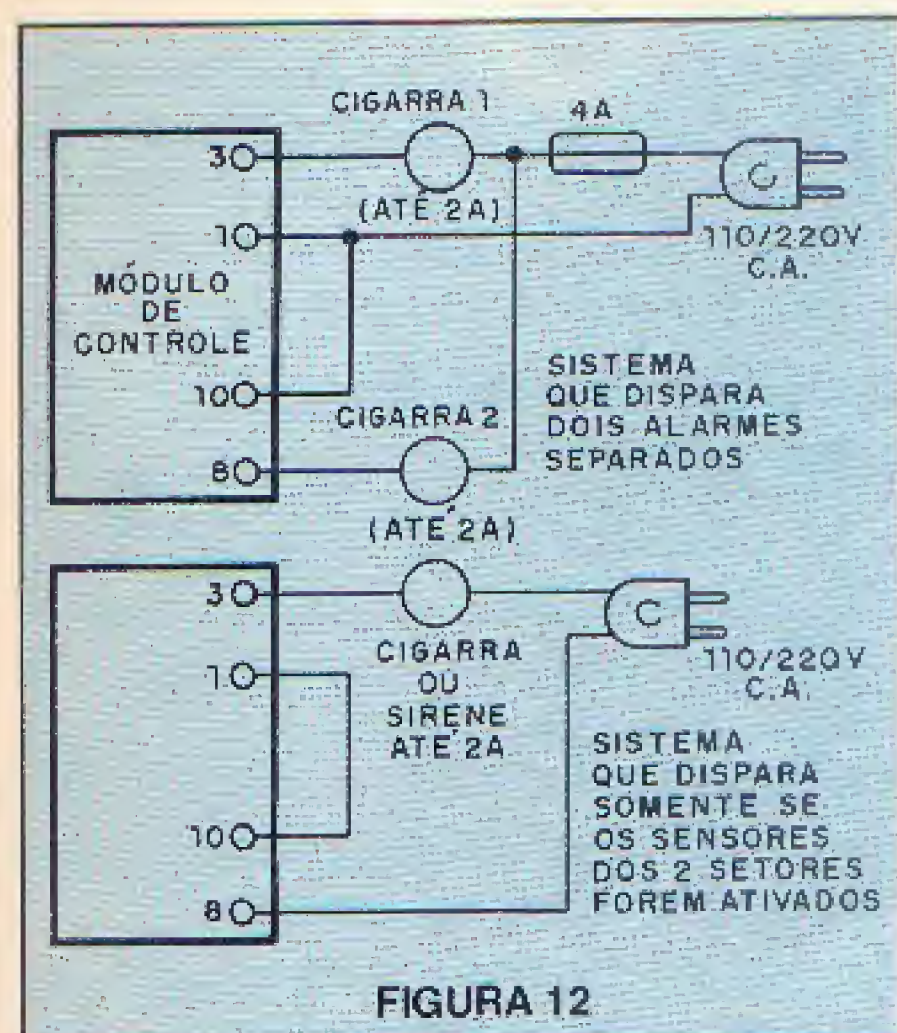 CIGARRA 1
4A
3
(ATÉ 2A)
C
1
110/220V
C.A.
MÓDULO
DE
CONTROLE
10
SISTEMA
QUE DISPARA
DOIS ALARMES
SEPARADOS
CIGARRA 2
8
(ATÉ 2A)
3
C
CIGARRA
OU
SIRENE
ATÉ 2A
1
110/220V
C.A.
SISTEMA
QUE DISPARA
SOMENTE SE
OS SENSORES
DOS 2 SETORES
FOREM ATIVADOS
10
8
FIGURA 12